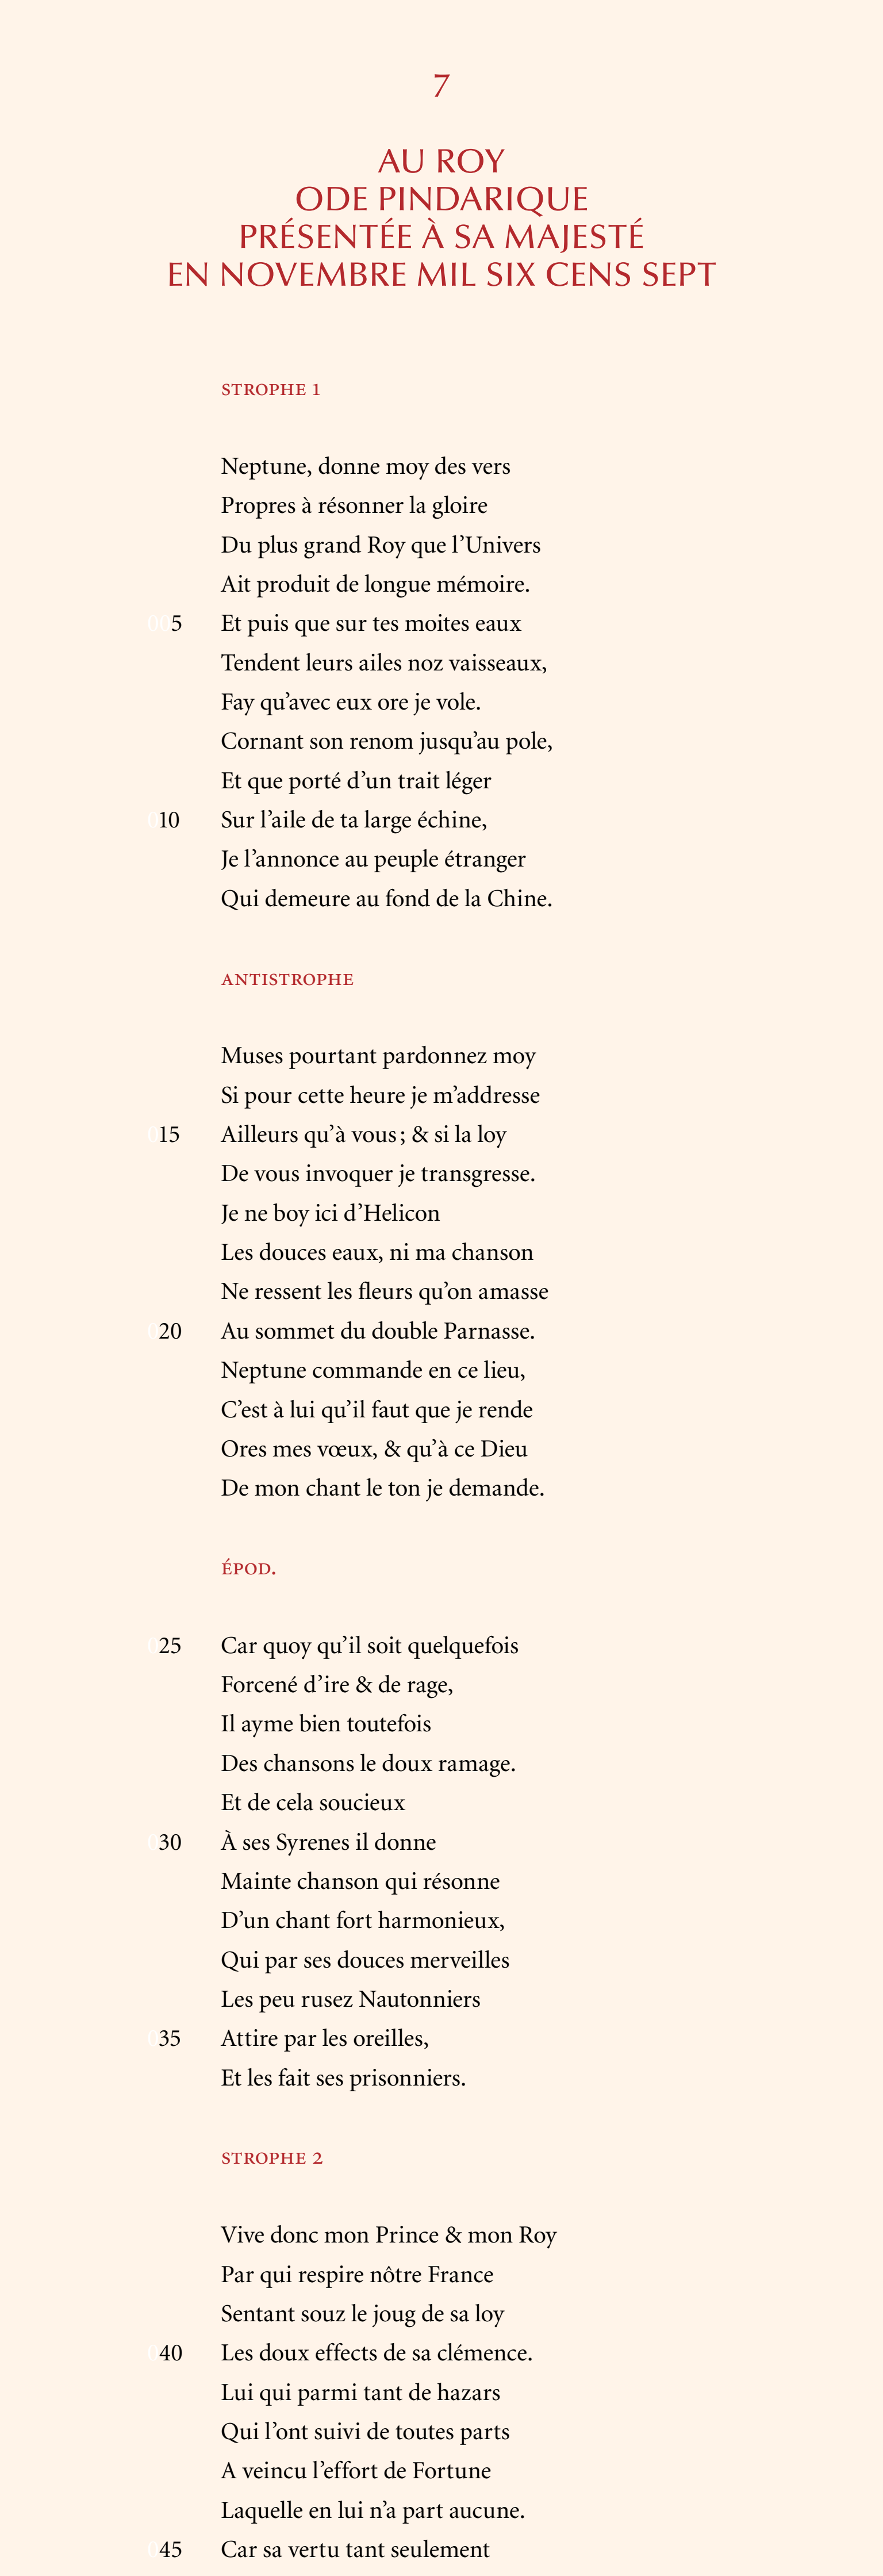 7
AU ROY
ODE PINDARIQUE
PRÉSENTÉE À SA MAJESTÉ
EN NOVEMBRE MIL SIX CENS SEPT
STROPHE 1
Neptune, donne moy des vers
Propres à résonner la gloire
Du plus grand Roy que l’Univers
Ait produit de longue mémoire.
005 Et puis que sur tes moites eaux
Tendent leurs ailes noz vaisseaux,
Fay qu’avec eux ore je vole.
Cornant son renom jusqu’au pole,
Et que porté d’un trait léger
010 Sur l’aile de ta large échine,
Je l’annonce au peuple étranger
Qui demeure au fond de la Chine.
ANTISTROPHE
Muses pourtant pardonnez moy
Si pour cette heure je m’addresse
015 Ailleurs qu’à vous ; & si la loy
De vous invoquer je transgresse.
Je ne boy ici d’Helicon
Les douces eaux, ni ma chanson
Ne ressent les fleurs qu’on amasse
020 Au sommet du double Parnasse.
Neptune commande en ce lieu,
C’est à lui qu’il faut que je rende
Ores mes vœux, & qu’à ce Dieu
De mon chant le ton je demande.
ÉPOD.
025 Car quoy qu’il soit quelquefois
Forcené d’ire & de rage,
Il ayme bien toutefois
Des chansons le doux ramage.
Et de cela soucieux
030 À ses Syrenes il donne
Mainte chanson qui résonne
D’un chant fort harmonieux,
Qui par ses douces merveilles
Les peu rusez Nautonniers
035 Attire par les oreilles,
Et les fait ses prisonniers.
STROPHE 2
Vive donc mon Prince & mon Roy
Par qui respire nôtre France
Sentant souz le joug de sa loy
040 Les doux effects de sa clémence.
Lui qui parmi tant de hazars
Qui l’ont suivi de toutes parts
A veincu l’effort de Fortune
Laquelle en lui n’a part aucune.
045 Car sa vertu tant seulement